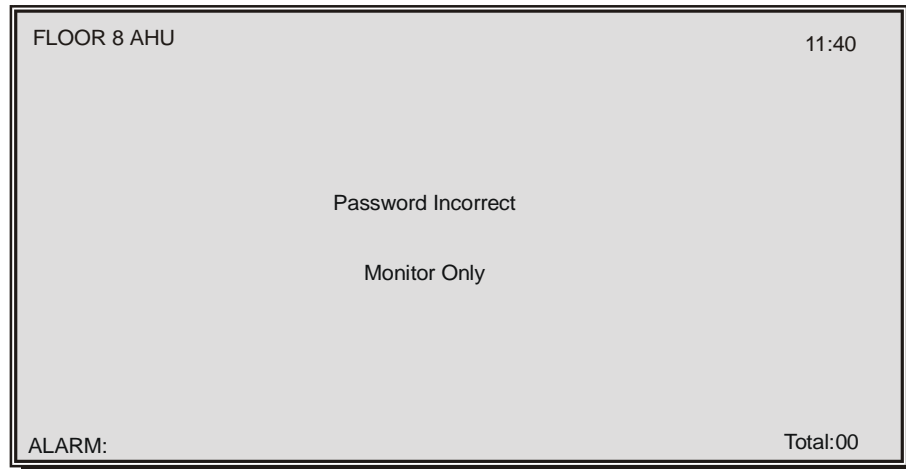 FLOOR 8 AHU 11:40
Password Incorrect
Monitor Only
ALARM: Total:00